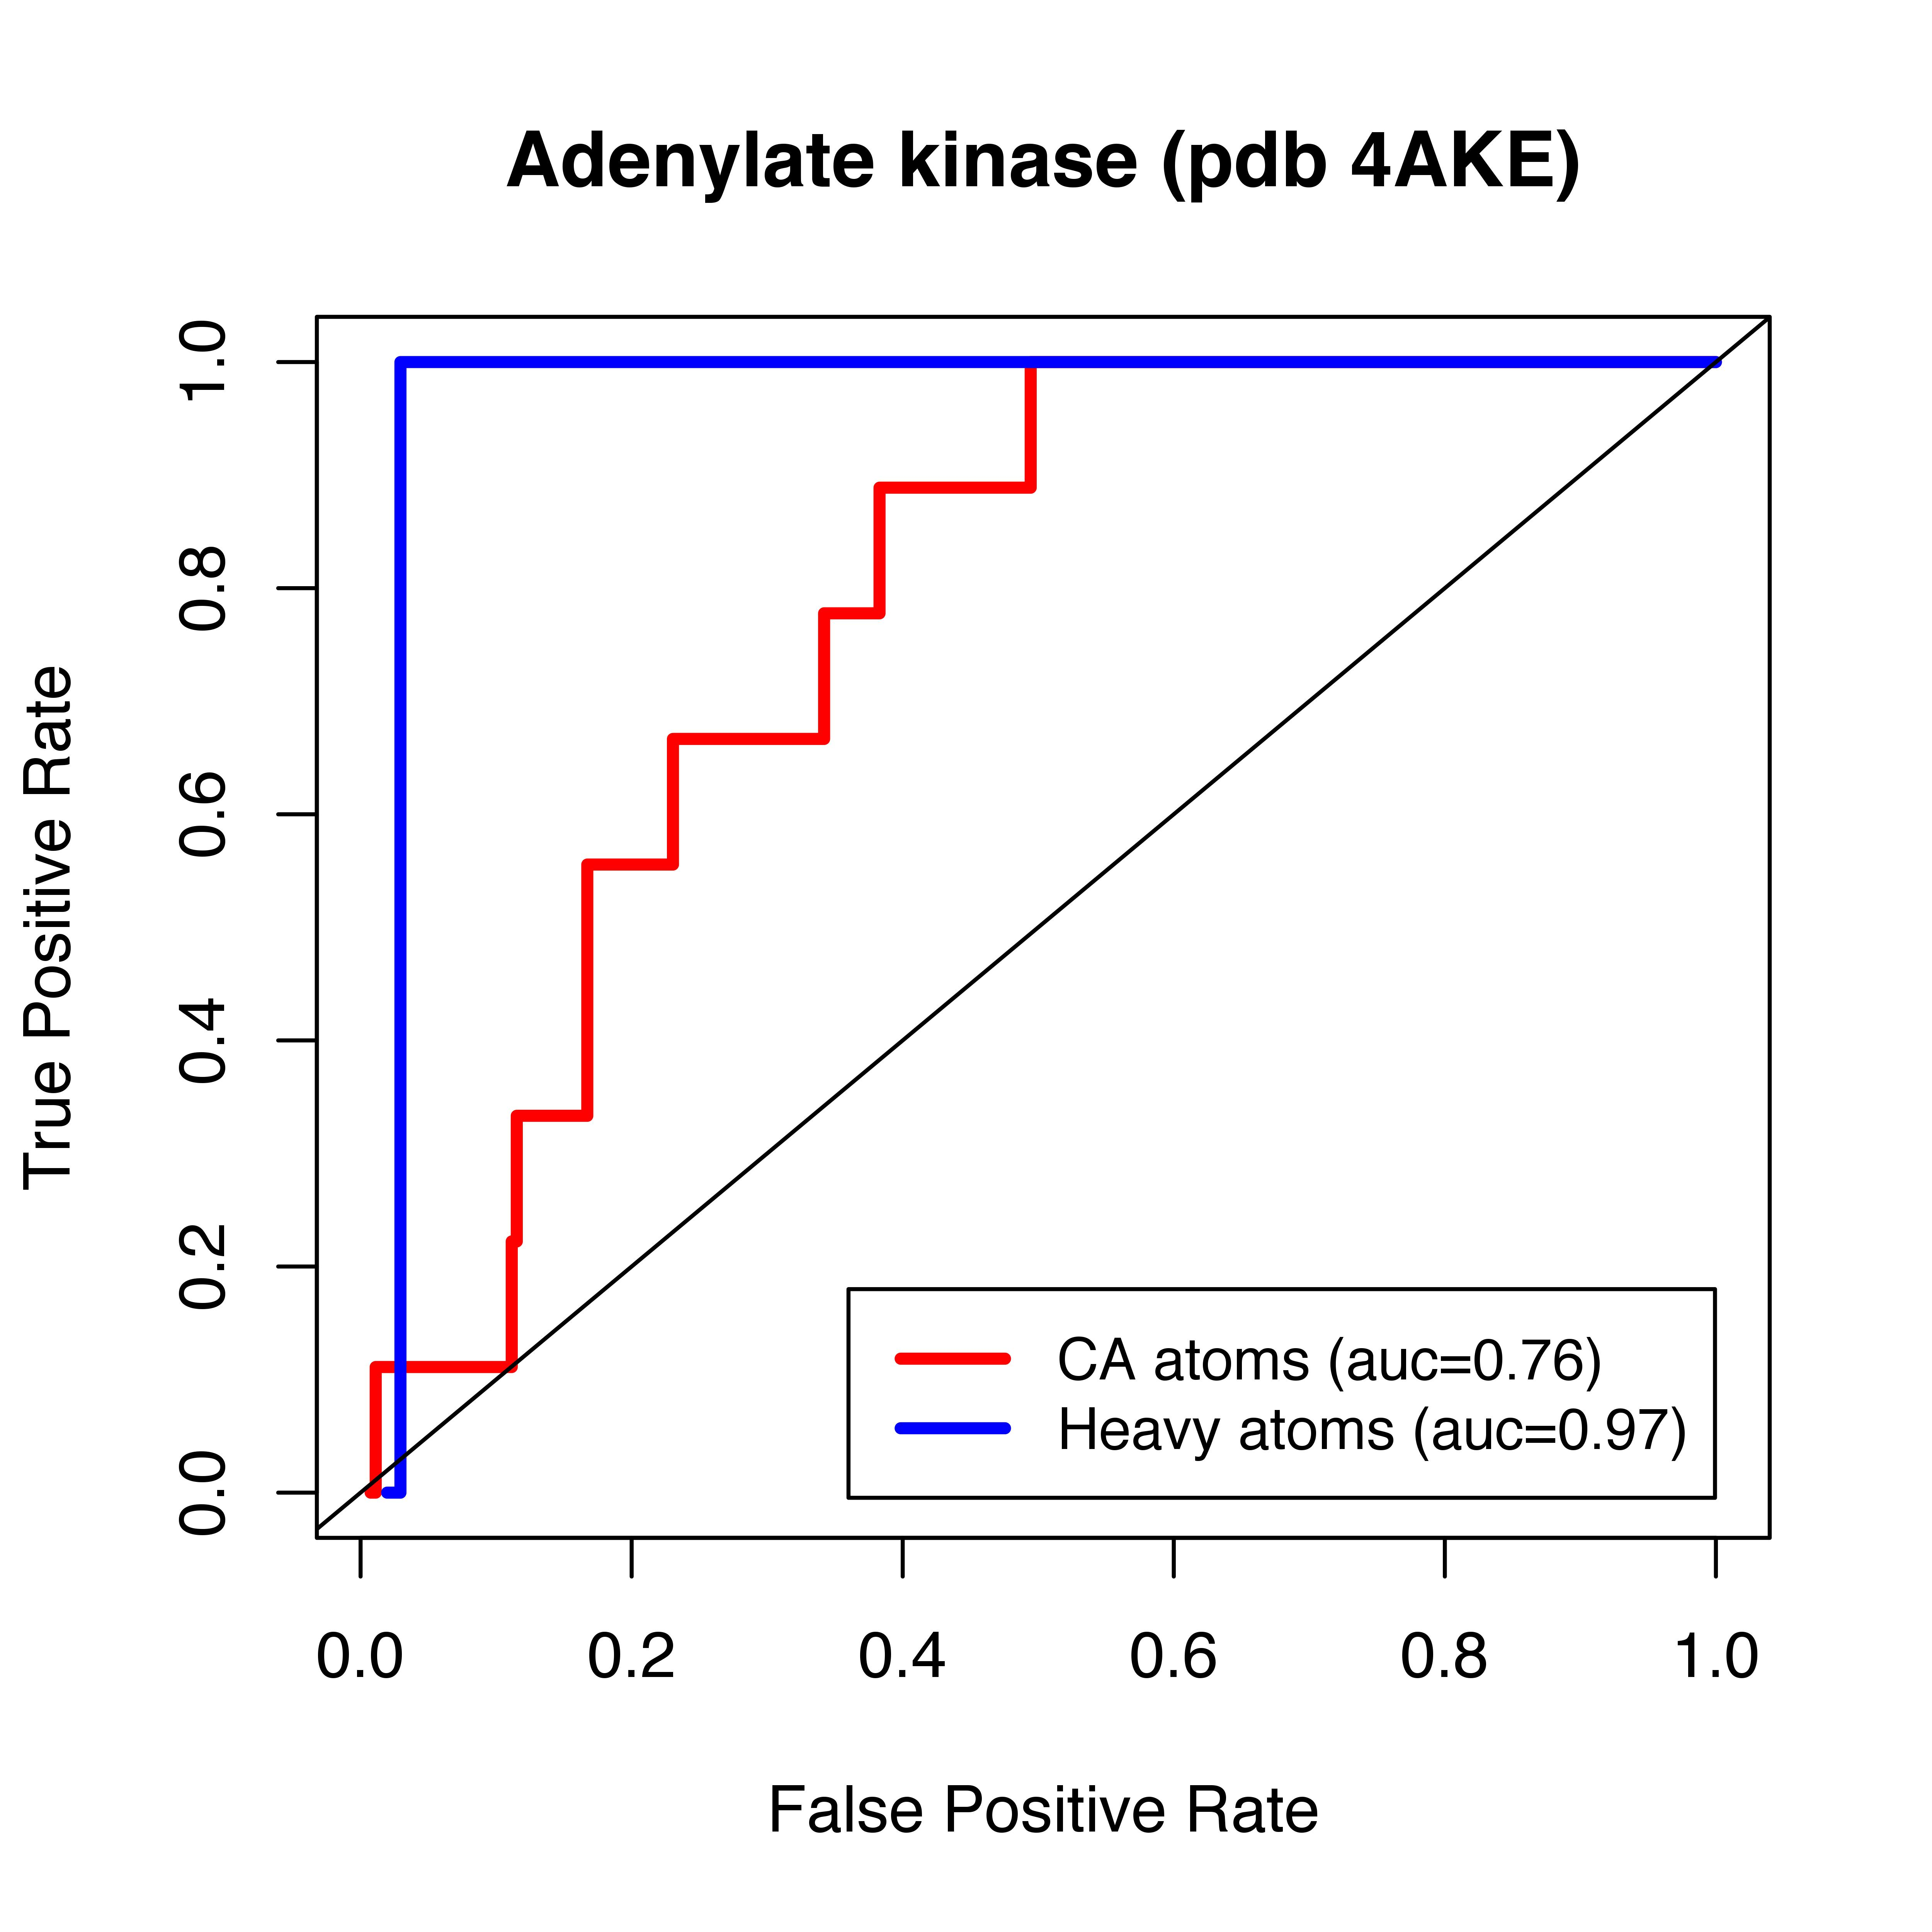 Adenylate kinase (pdb 4AKE)
True Positive Rate
1.0
0.8
0.6
0.4
0.2
0.0
CA atoms (auc=0.76)
Heavy atoms (auc=0.97)
0.0 0.2 0.4 0.6 0.8 1.0
False Positive Rate